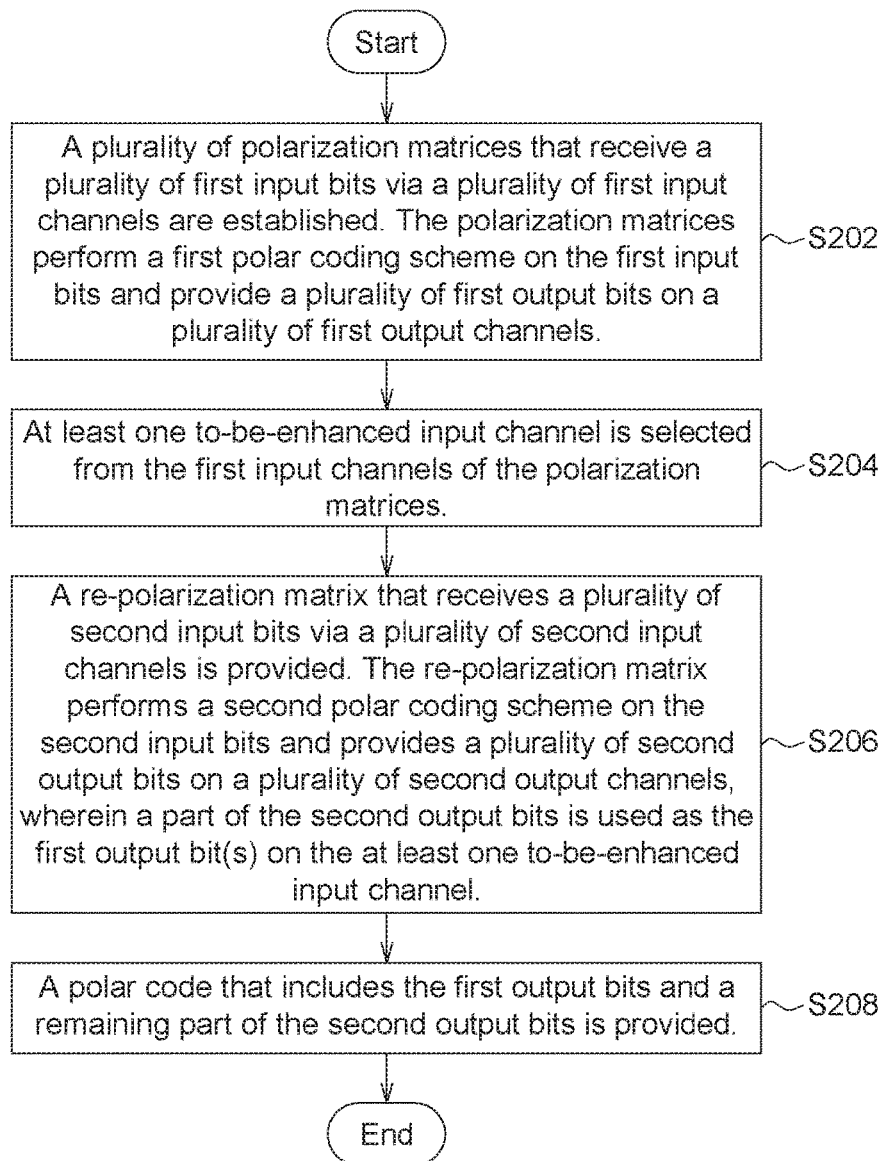 Start
A plurality of polarization matrices that receive a
plurality of first input bits via a plurality of first input
channels are established. The polarization matrices
perform a first polar coding scheme on the first input
bits and provide a plurality of first output bits on a
plurality of first output channels.
S202
At least one to-be-enhanced input channel is selected
from the first input channels of the polarization
matrices.
S204
A re-polarization matrix that receives a plurality of
second input bits via a plurality of second input
channels is provided. The re-polarization matrix
performs a second polar coding scheme on the
second input bits and provides a plurality of second
output bits on a plurality of second output channels,
wherein a part of the second output bits is used as the
first output bit(s) on the at least one to-be-enhanced
input channel.
S206
A polar code that includes the first output bits and a
remaining part of the second output bits is provided.
S208
End